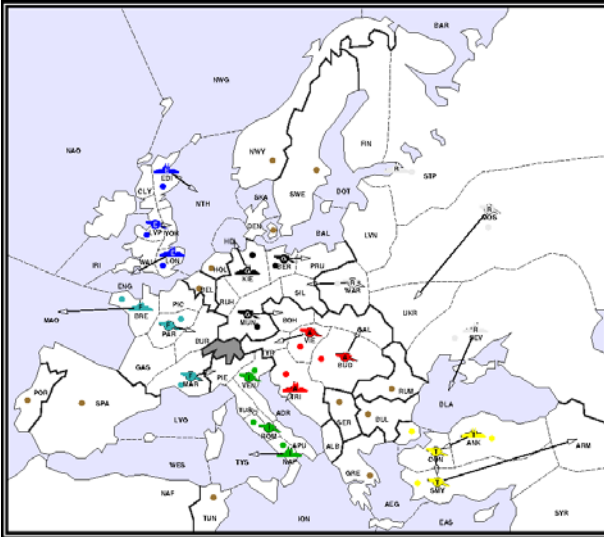 BAR
NWG
NAO
FIN
NWY
SWE
STP
EDI
CLY
BOT
NTH
SKA
MOS
YOR
DEN
LVN
BAL
IRI
LON
HOL
BER
PRU
KIE
WAR
ENG
BEL
RUH
SIL
PIC
BRE
UKR
MAO
MUN
BOH
PAR
GAL
SEV
VIE
BUR
BUD
GAS
MAR
PIE
VEN
TRI
RUM
POR
SPA
BLA
TUS
ADR
SER
BUL
LYO
ROM
ANK
ARM
APU
ALB
NAP
CON
TYS
WES
GRE
SMY
NAF
AEG
SYR
TUN
ION
EAS